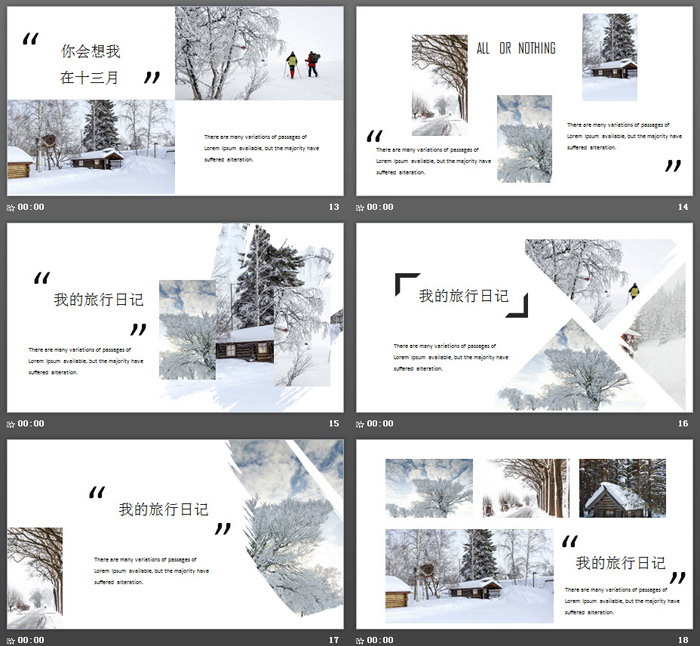 “
你会想我
在十三月
”
There are many variations of passages of
Lorem Ipsum available, but the majority have
suffered alteration.
00:00
13
ALL OR NOTHING
“
There are many variations of passages of
Lorem Ipsum available, but the majority have
suffered alteration.
There are many variations of passages of
Lorem Ipsum available, but the majority have
suffered alteration.
”
00:00
14
“
我的旅行日记
”
There are many variations of passages of
Lorem Ipsum available, but the majority have
suffered alteration.
00:00
15
我的旅行日记
There are many variations of passages of
Lorem Ipsum available, but the majority have
suffered alteration.
00:00
16
“
我的旅行日记
”
There are many variations of passages of
Lorem Ipsum available, but the majority have
suffered alteration.
00:00
17
“
我的旅行日记
”
There are many variations of passages of
Lorem Ipsum available, but the majority have
suffered alteration.
00:00
18